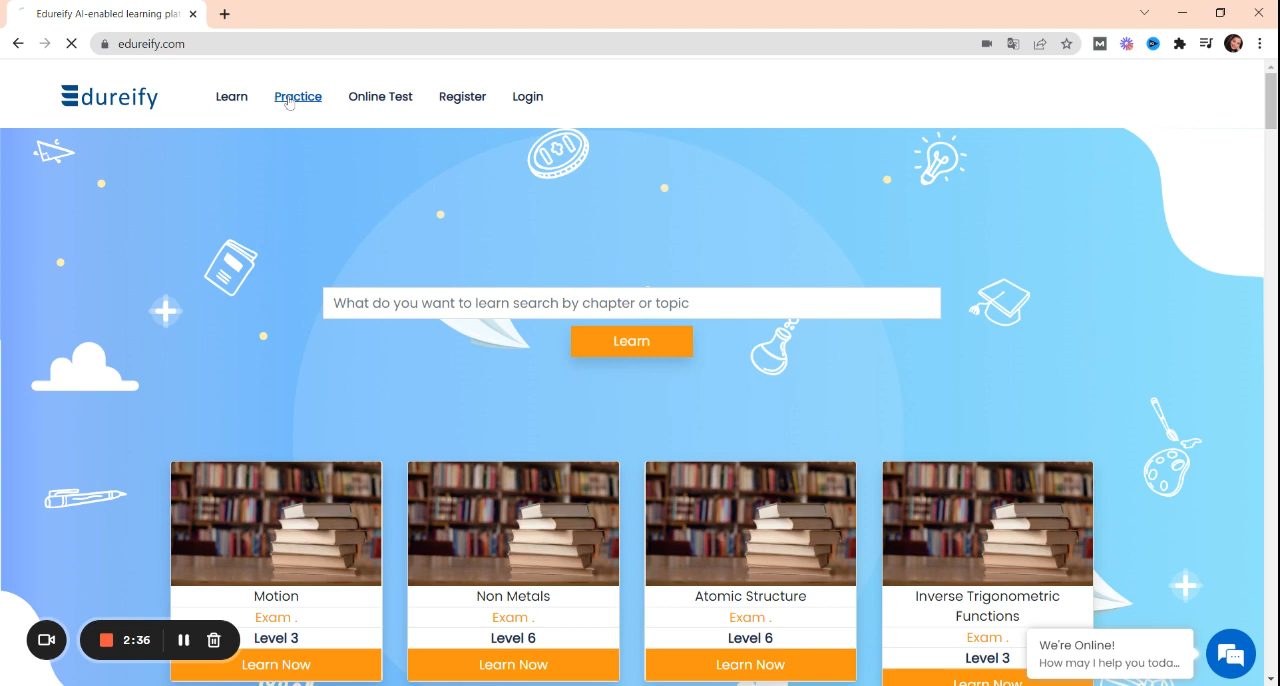 Edureify AI-enabled learning plat
edureify.com
Edureify
Learn
Practice
Online Test
Register
Login
What do you want to learn search by chapter or topic
Learn
Motion
Exam .
Level 3
Learn Now
Non Metals
Exam .
Level 6
Learn Now
Atomic Structure
Exam .
Level 6
Learn Now
Inverse Trigonometric
Functions
Exam .
Level 3
Learn Now
2:36
We're Online!
How may I help you toda...